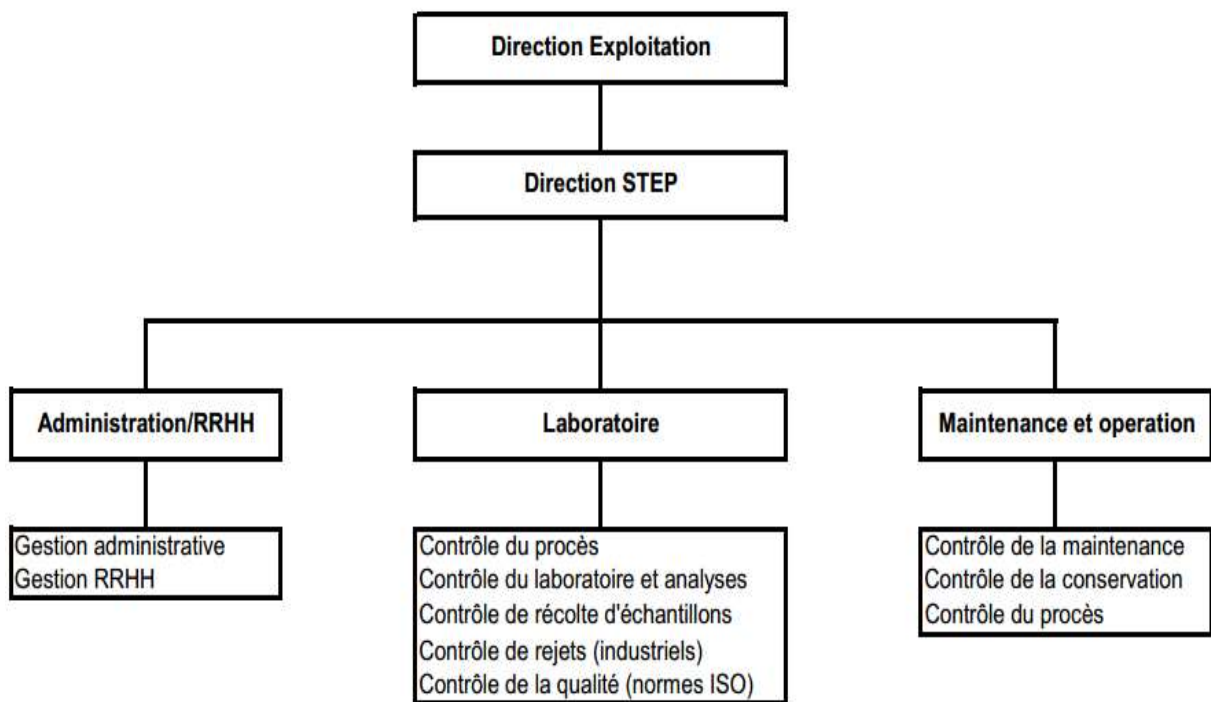 Direction Exploitation
Direction STEP
Administration/RRHH
Laboratoire
Maintenance et operation
Gestion administrative
Gestion RRHH
Contrôle du procès
Contrôle du laboratoire et analyses
Contrôle de récolte d'échantillons
Contrôle de rejets (industriels)
Contrôle de la qualité (normes ISO)
Contrôle de la maintenance
Contrôle de la conservation
Contrôle du procès